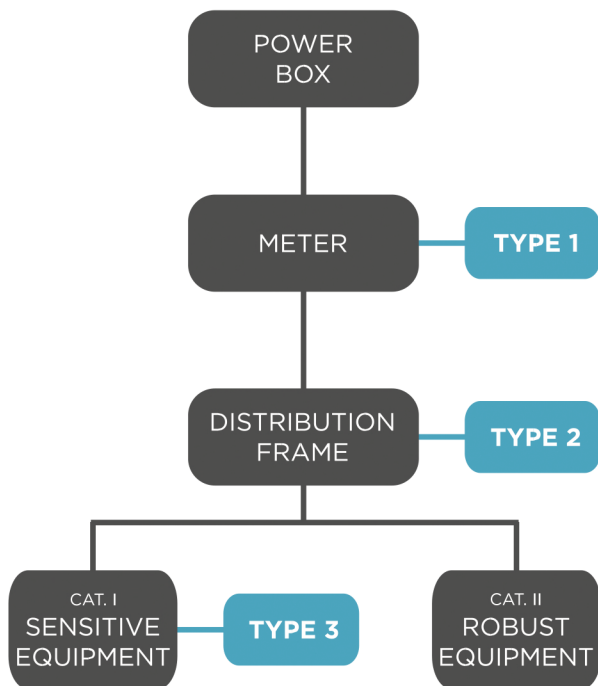 POWER
BOX
METER
TYPE 1
DISTRIBUTION
FRAME
TYPE 2
CAT. I
SENSITIVE
EQUIPMENT
TYPE 3
CAT. II
ROBUST
EQUIPMENT